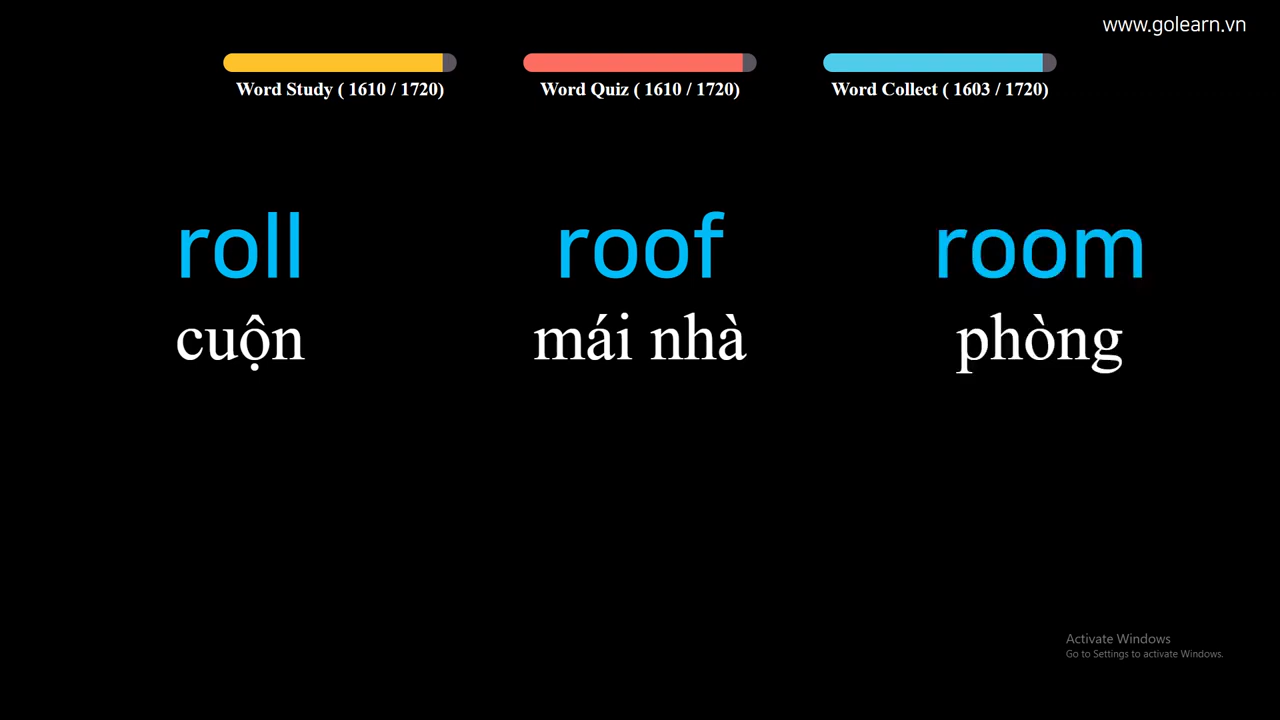 www.golearn.vn
Word Study ( 1610 / 1720)
Word Quiz ( 1610 / 1720)
Word Collect ( 1603 / 1720)
roll
cuộn
roof
mái nhà
room
phòng
Activate Windows
Go to Settings to activate Windows.